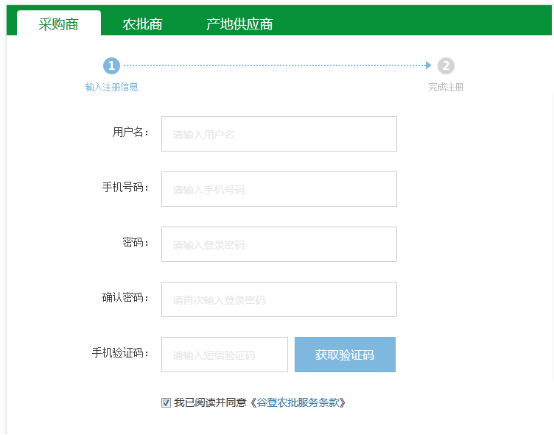 采购商 农批商 产地供应商
1 2
输入注册信息 完成注册
用户名： 请输入用户名
手机号码： 请输入手机号码
密码： 请输入登录密码
确认密码： 请再次输入登录密码
手机验证码： 请输入短信验证码 获取验证码
我已阅读并同意《谷登农批服务条款》